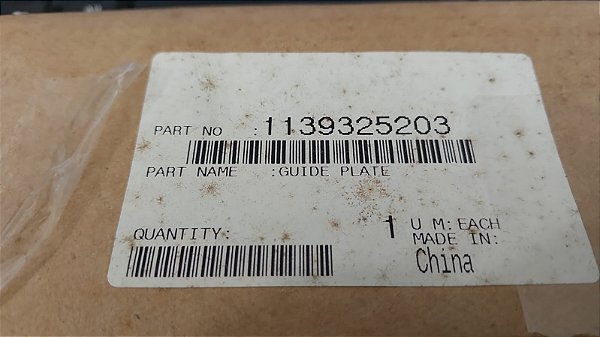 PART NO : 1139325203
PART NAME :GUIDE PLATE
QUANTITY: 1 U M: EACH
MADE IN:
China